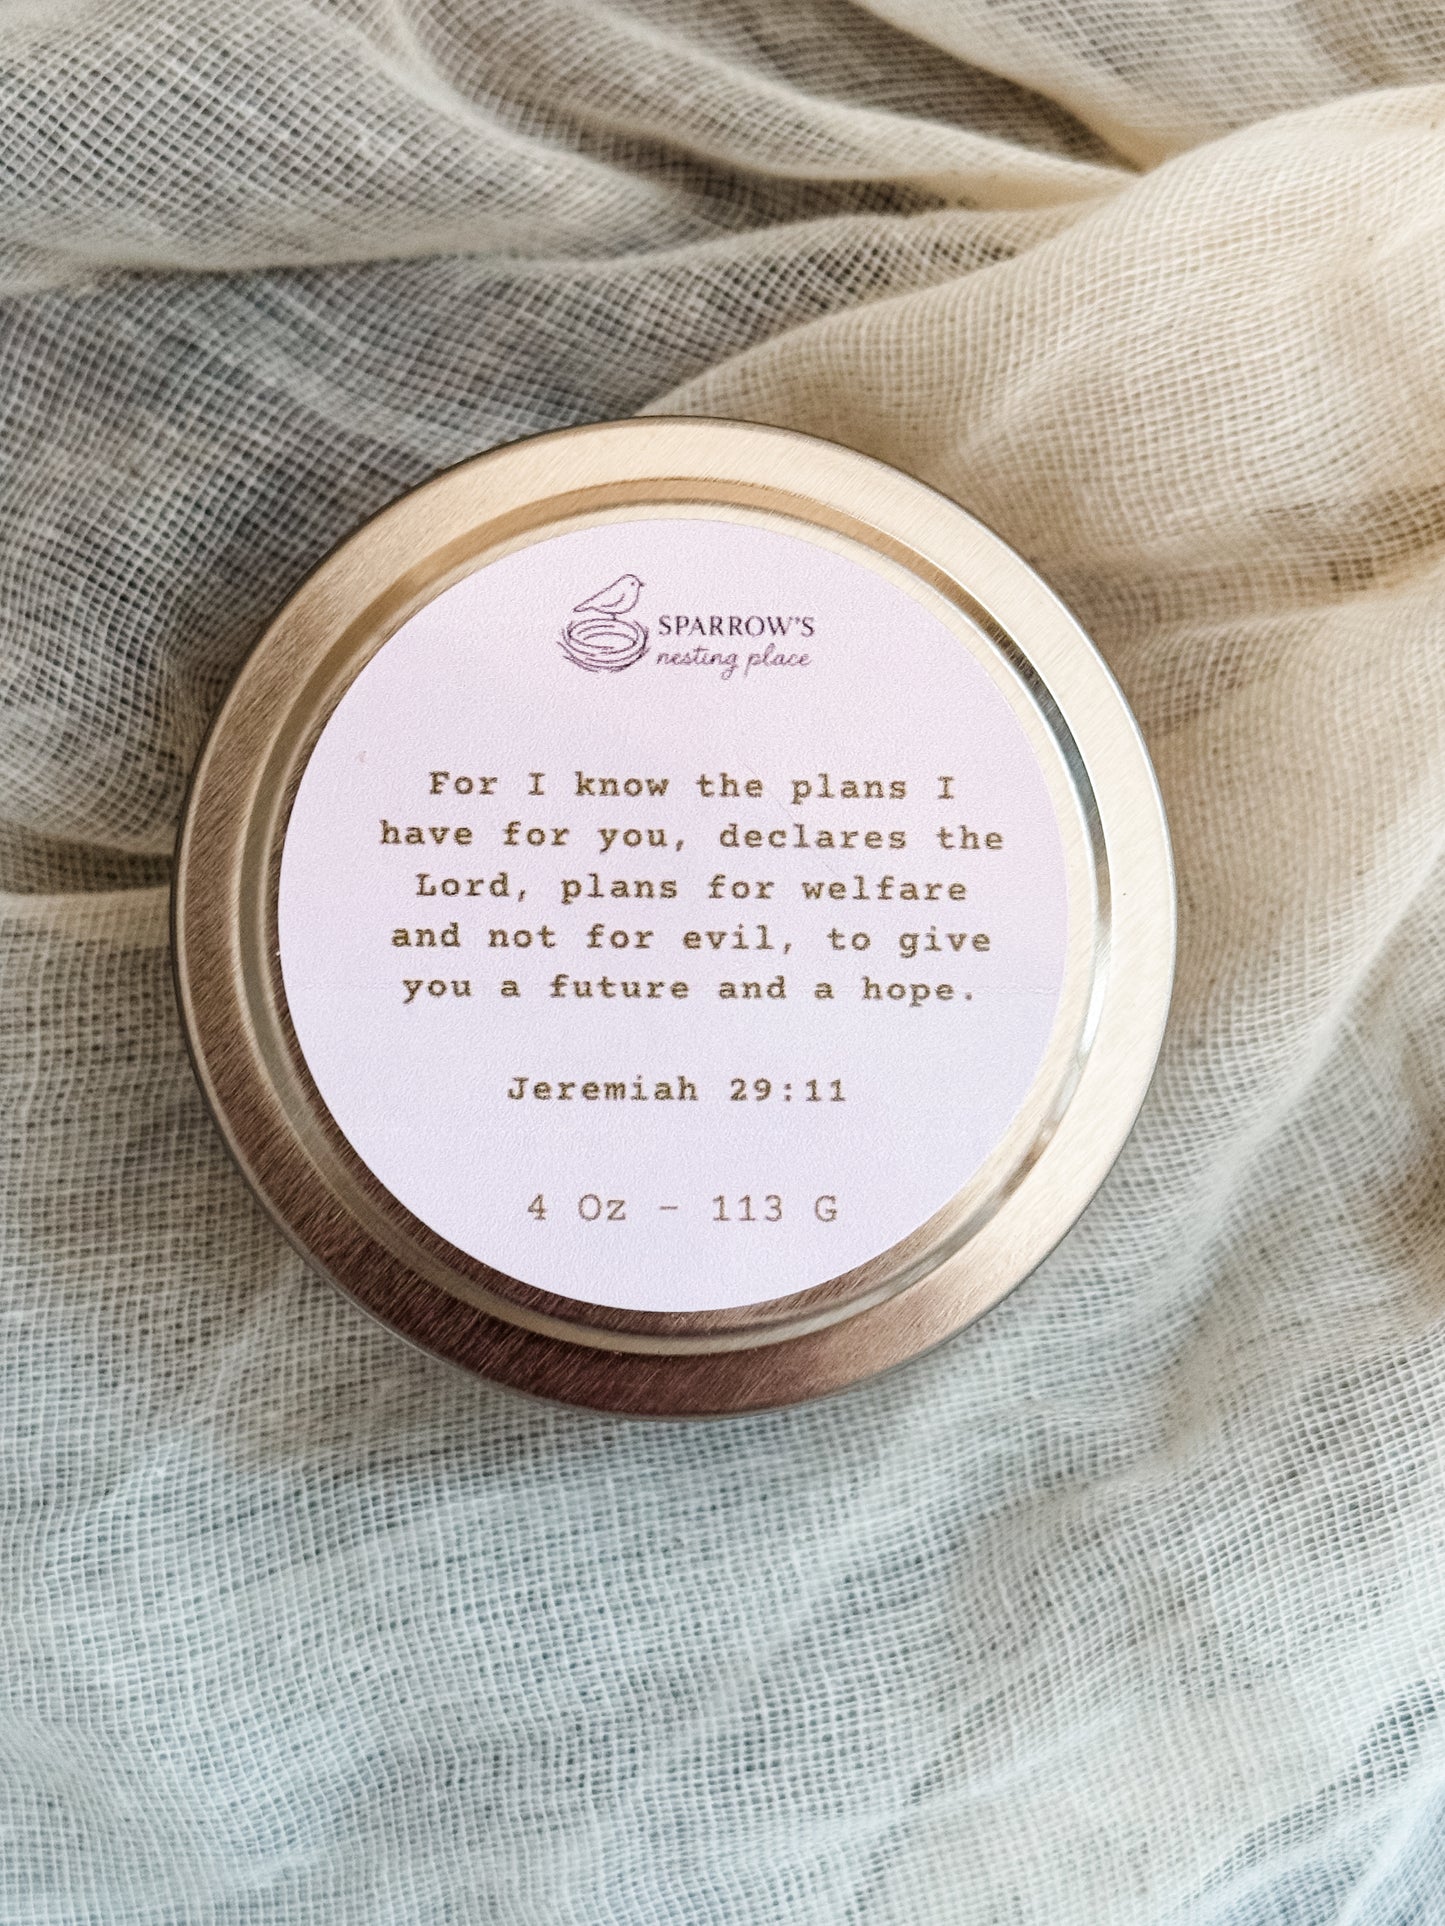 SPARROW'S
nesting place
For I know the plans I
have for you, declares the
Lord, plans for welfare
and not for evil, to give
you a future and a hope.
Jeremiah 29:11
4 Oz - 113 G